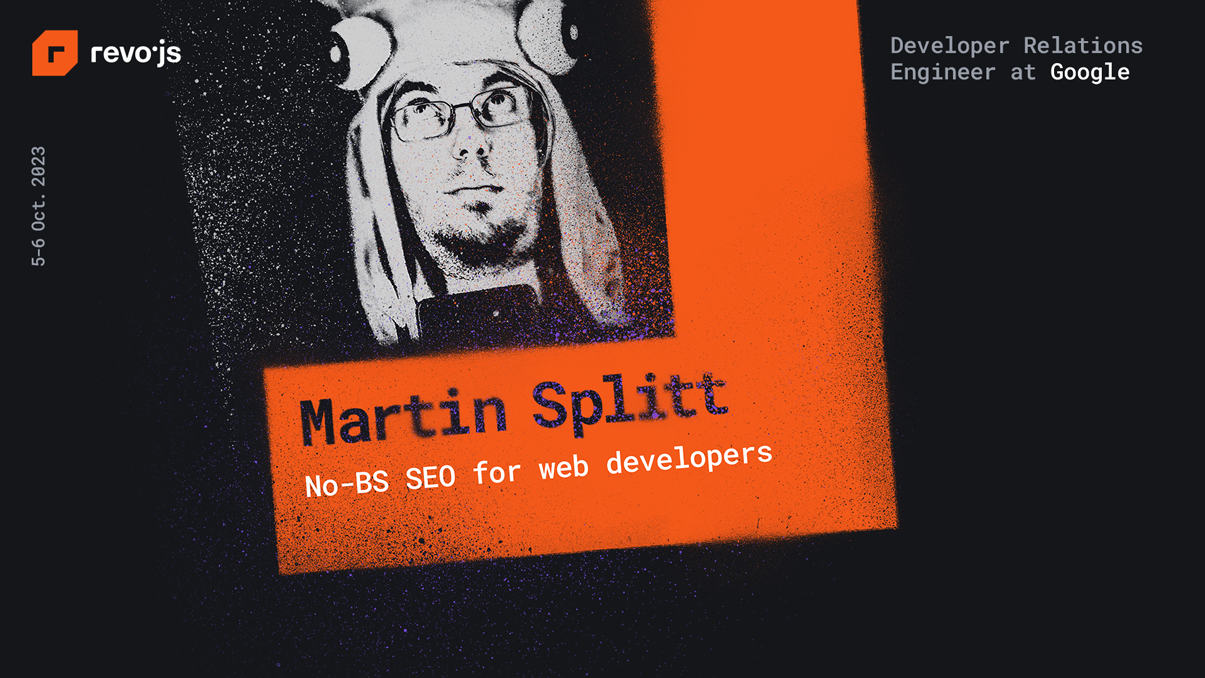 r revo·js
Developer Relations
Engineer at Google
5–6 Oct. 2023
Martin Splitt
No-BS SEO for web developers